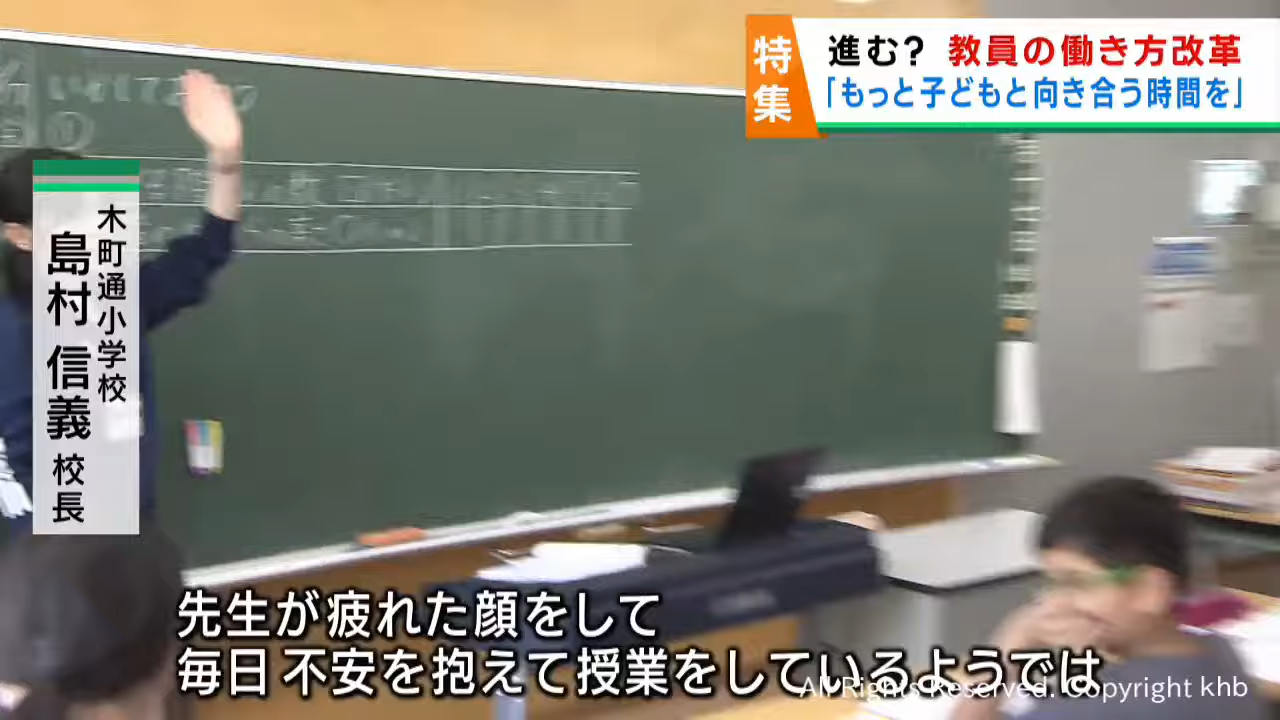 特集
進む? 教員の働き方改革
「もっと子どもと向き合う時間を」
木町通小学校
島村 信義 校長
先生が疲れた顔をして
毎日 不安を抱えて授業をしているようでは
All Rights Reserved. Copyright khb